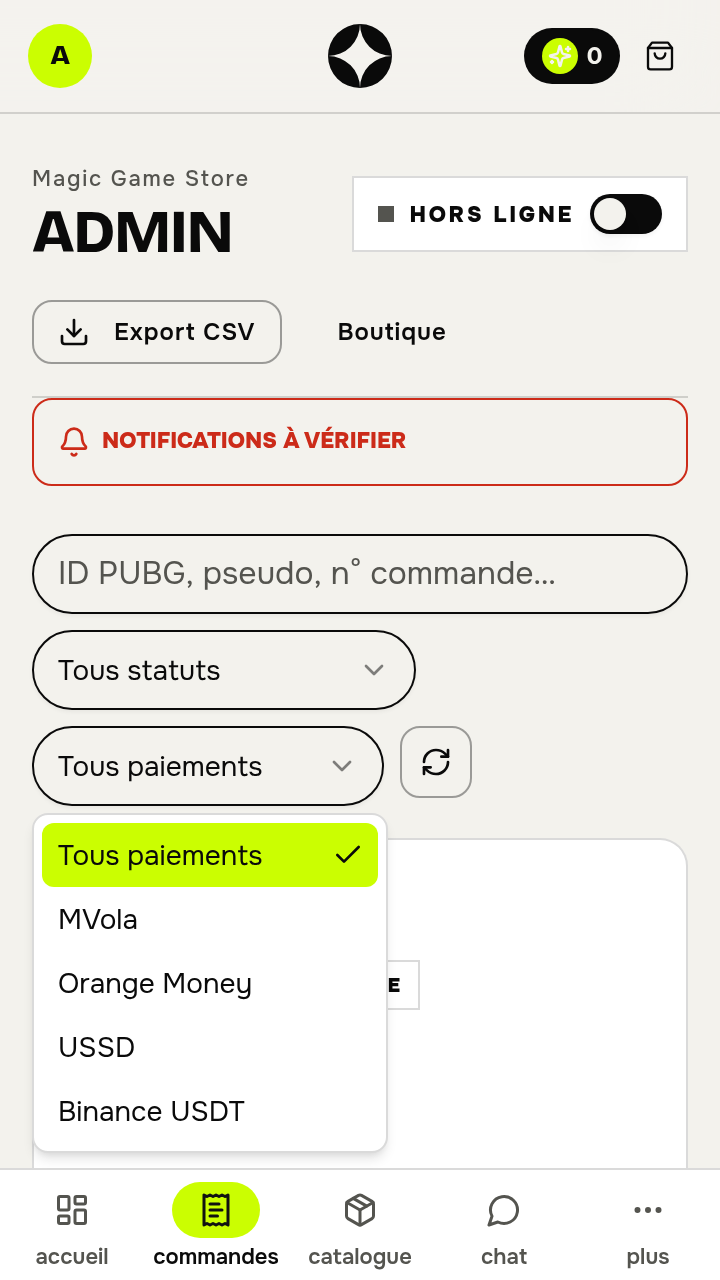 A
0
Magic Game Store
ADMIN
HORS LIGNE
Export CSV
Boutique
NOTIFICATIONS À VÉRIFIER
ID PUBG, pseudo, n° commande...
Tous statuts
Tous paiements
Tous paiements
MVola
Orange Money
E
USSD
Binance USDT
accueil
commandes
catalogue
chat
plus